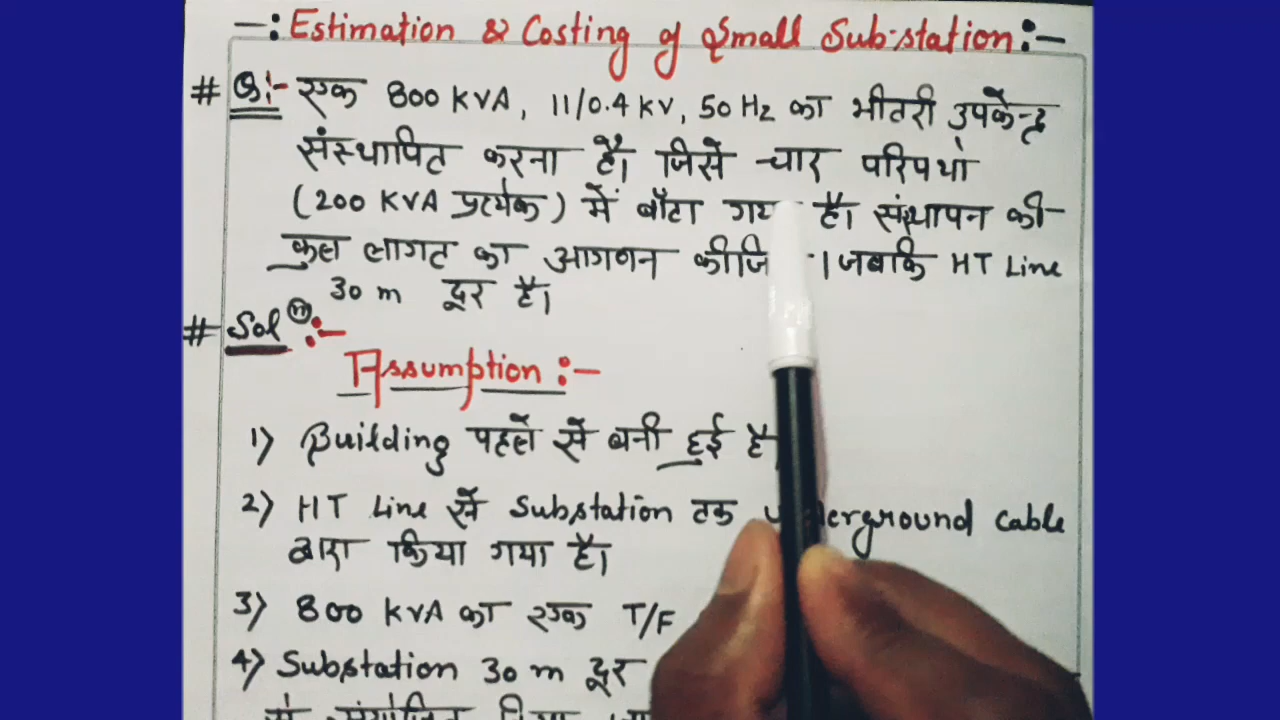 -: Estimation & Costing of Small Sub-station :-
# Q:- एक 800 KVA, 11/0.4 KV, 50 Hz का भीतरी उपकेन्द्र
संस्थापित करना है। जिसे चार परिपथो
(200 KVA प्रत्येक) में बाँटा गया है। संस्थापन की
कुल लागट का आगणन कीजि । जबकि HT Line
30 m दूर है।
# Sol(n) :-
Assumption :-
1) Building पहले से बनी हुई है
2) HT Line से Substation तक underground cable
द्वारा किया गया है।
3) 800 KVA का एक T/F
4) Substation 30 m दूर
से संयोजित किया